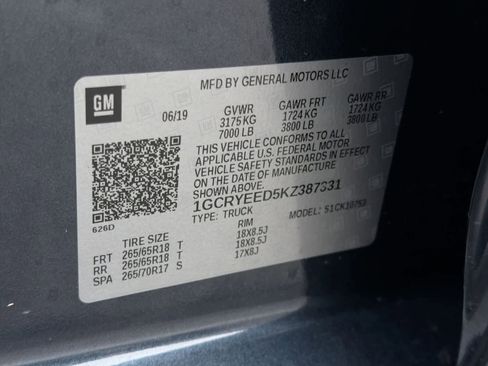 MFD BY GENERAL MOTORS LLC
GM
06/19 GVWR GAWR FRT GAWR RR
3175 KG 1724 KG 1724 KG
7000 LB 3800 LB 3800 LB
THIS VEHICLE CONFORMS TO ALL
APPLICABLE U.S. FEDERAL MOTOR
VEHICLE SAFETY STANDARDS IN
EFFECT ON THE DATE OF MANUFACTURE
SHOWN ABOVE.
1GCRYEED5KZ387331
626D
TYPE: TRUCK MODEL:
TIRE SIZE RIM
FRT 265/65R18 T 18X8.5J
RR 265/65R18 T 18X8.5J
SPA 265/70R17 S 17X8J